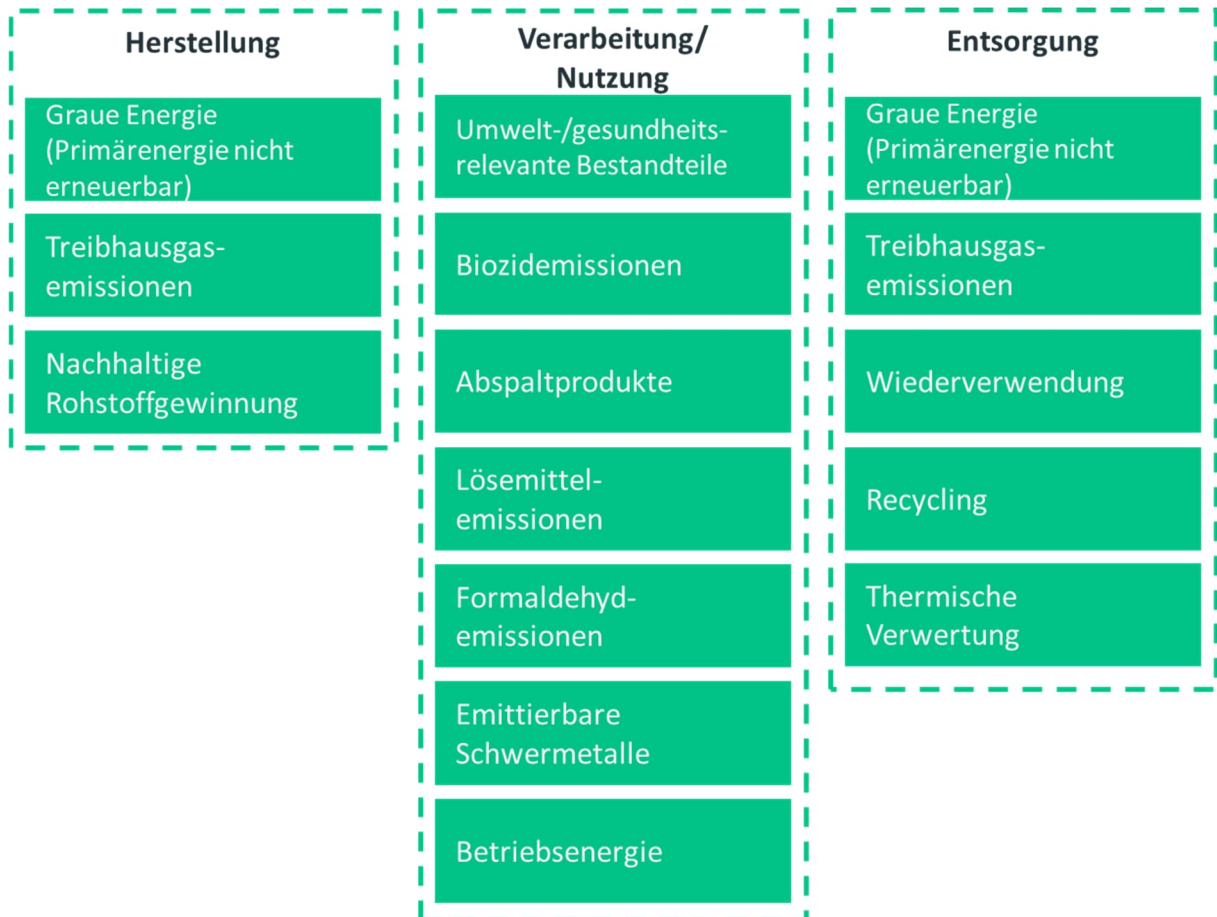 Herstellung
Graue Energie
(Primärenergie nicht
erneuerbar)
Treibhausgas-
emissionen
Nachhaltige
Rohstoffgewinnung
Verarbeitung/
Nutzung
Umwelt-/gesundheits-
relevante Bestandteile
Biozidemissionen
Abspaltprodukte
Lösemittel-
emissionen
Formaldehyd-
emissionen
Emittierbare
Schwermetalle
Betriebsenergie
Entsorgung
Graue Energie
(Primärenergie nicht
erneuerbar)
Treibhausgas-
emissionen
Wiederverwendung
Recycling
Thermische
Verwertung